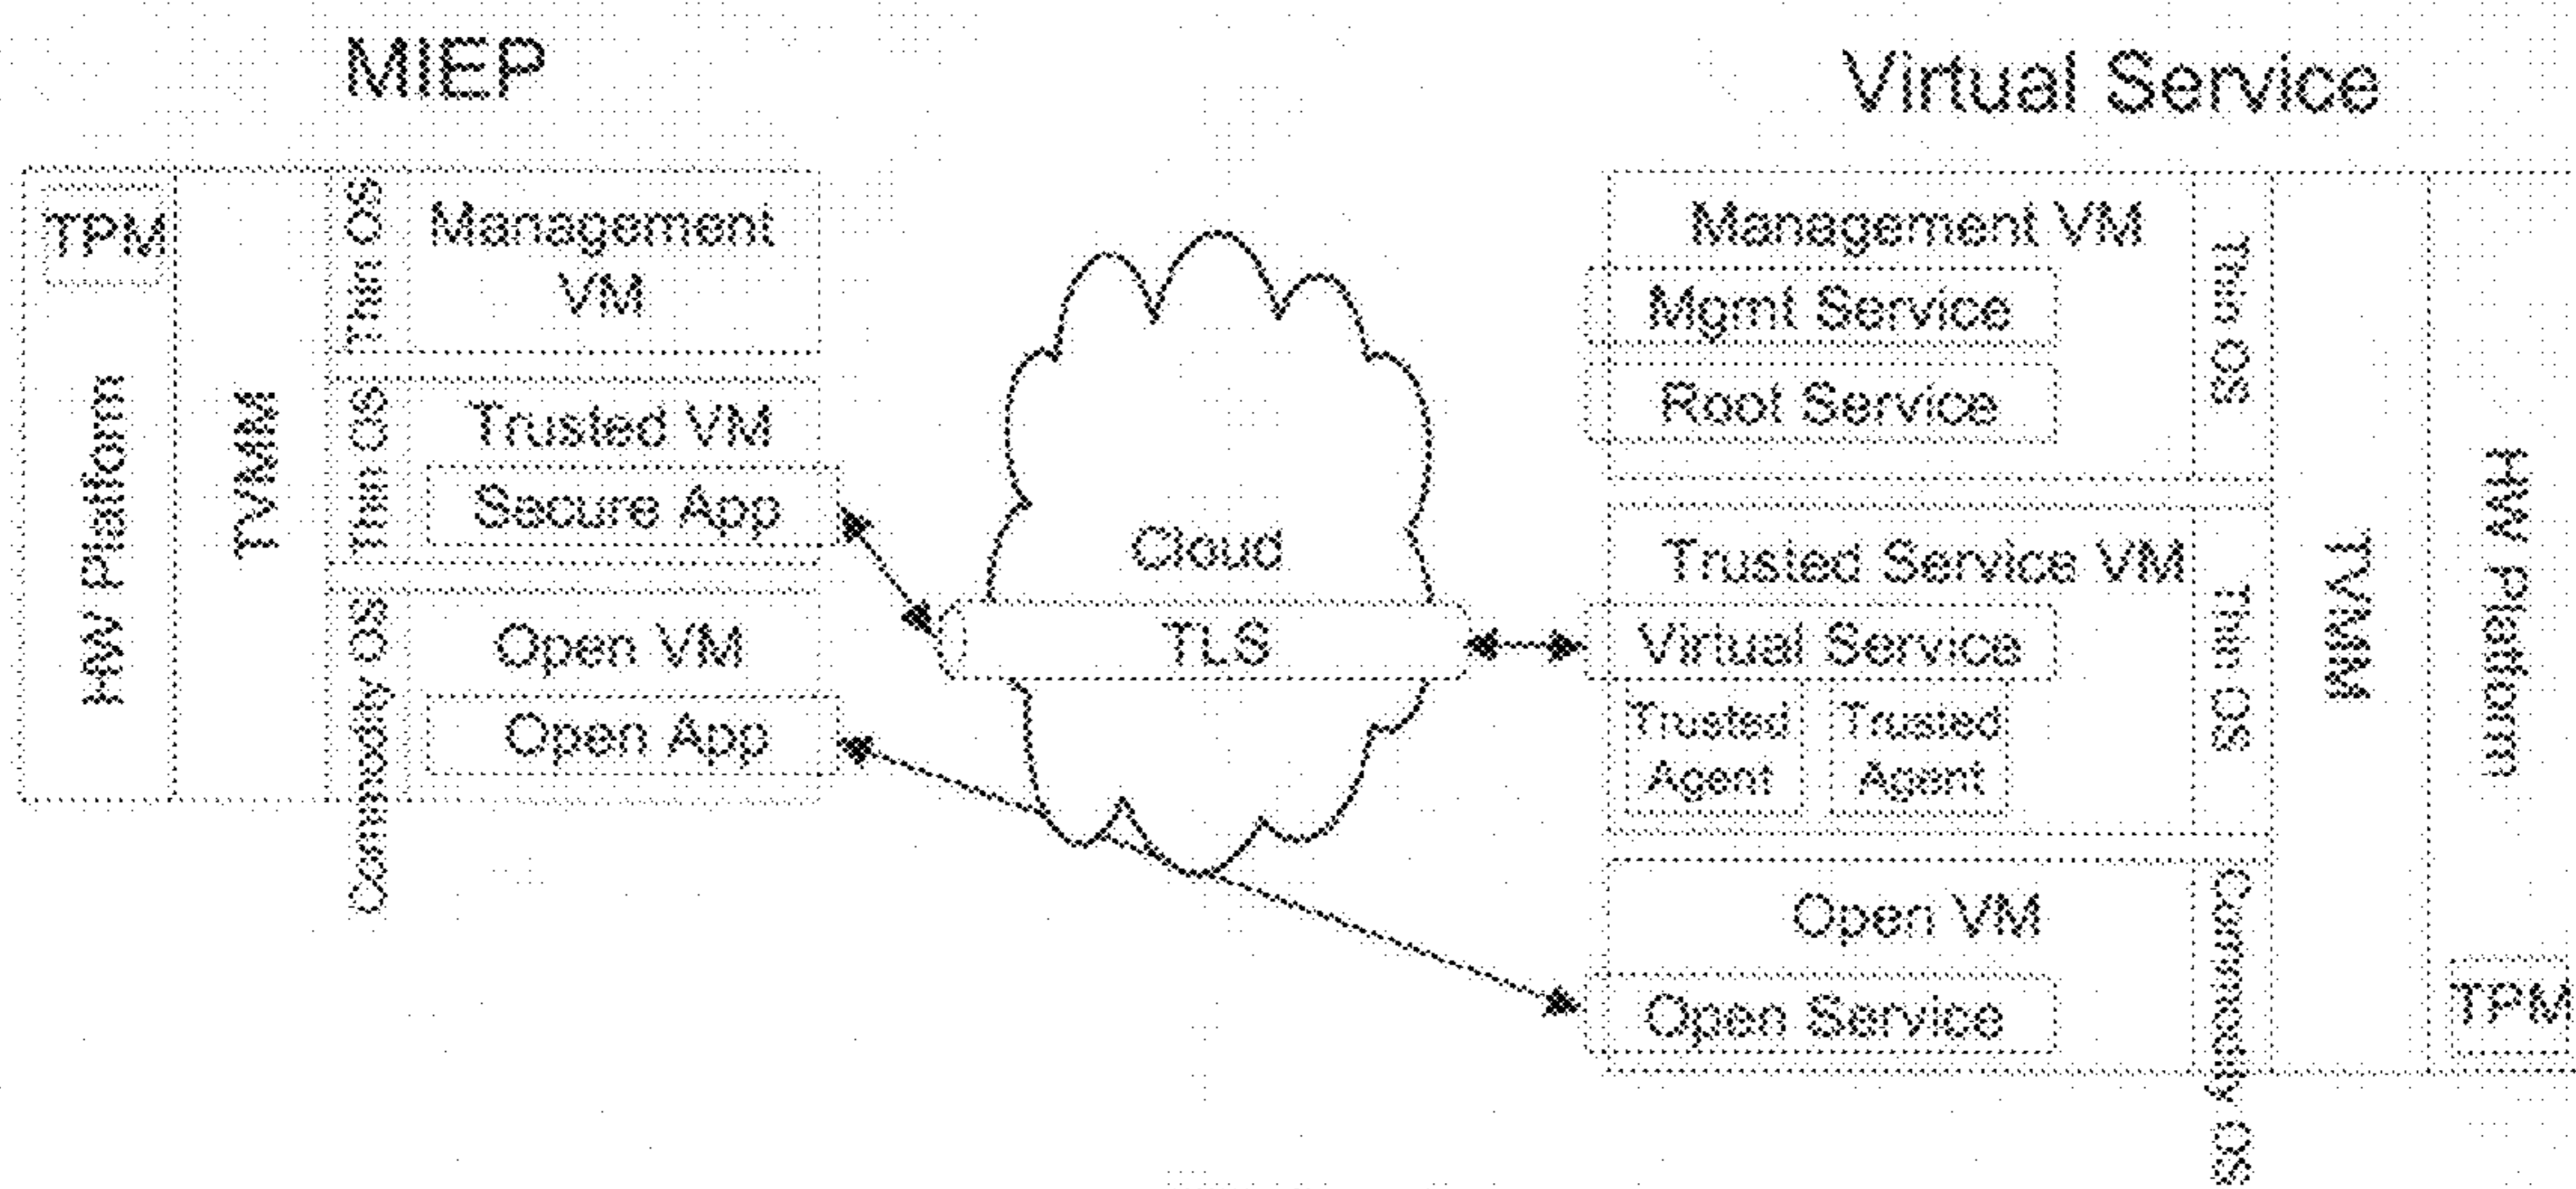 MIEP
Virtual Service
TPM
HW Platform
TVMM
Thin OS
Management
VM
Thin OS
Trusted VM
Secure App
Commodity OS
Open VM
Open App
Cloud
TLS
Management VM
Mgmt Service
Root Service
Thin OS
Trusted Service VM
Virtual Service
Trusted
Agent
Trusted
Agent
Thin OS
Open VM
Open Service
Commodity OS
TVMM
HW Platform
TPM